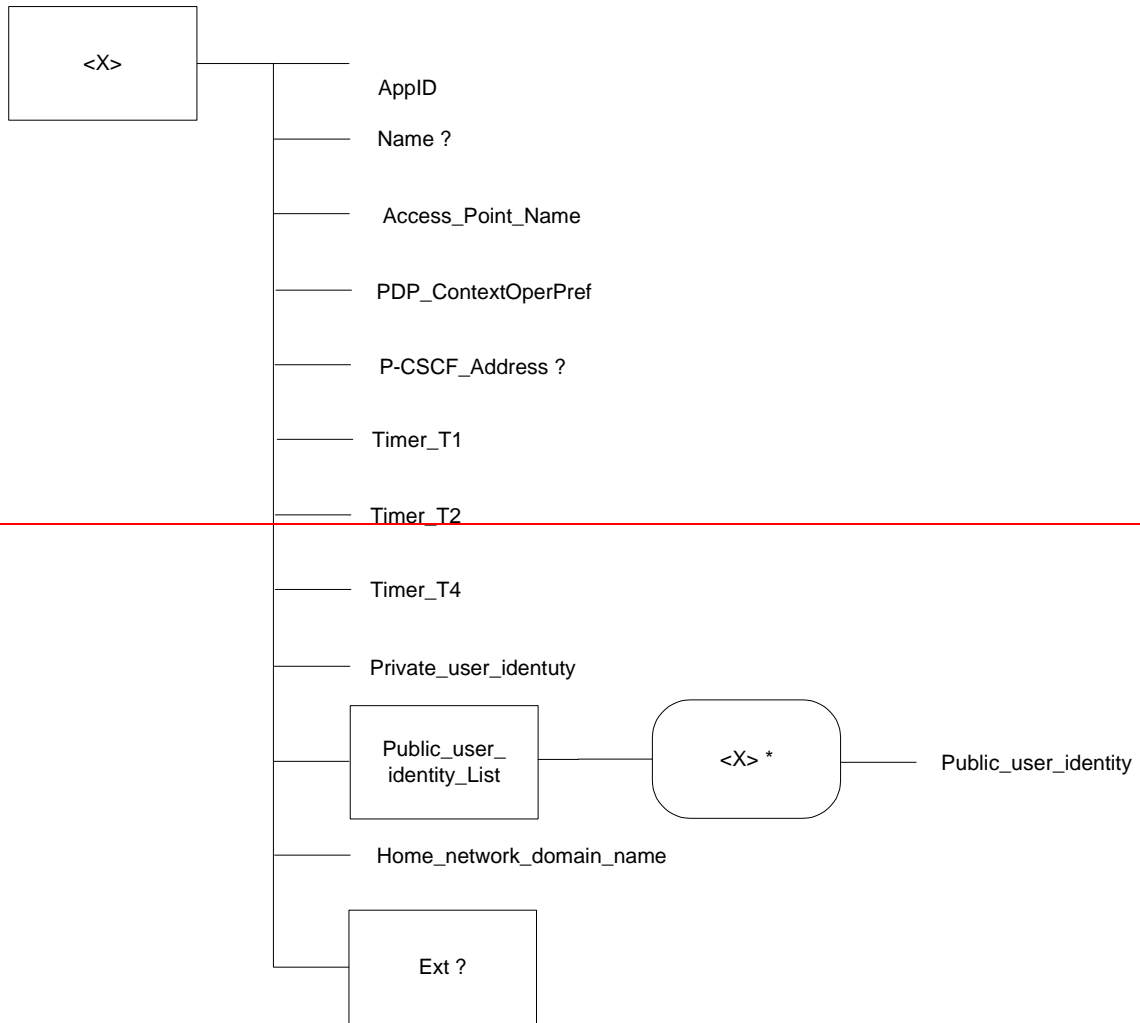 <X>
AppID
Name ?
Access_Point_Name
PDP_ContextOperPref
P-CSCF_Address ?
Timer_T1
Timer_T2
Timer_T4
Private_user_identuty
Public_user_
identity_List
<X> *
Public_user_identity
Home_network_domain_name
Ext ?